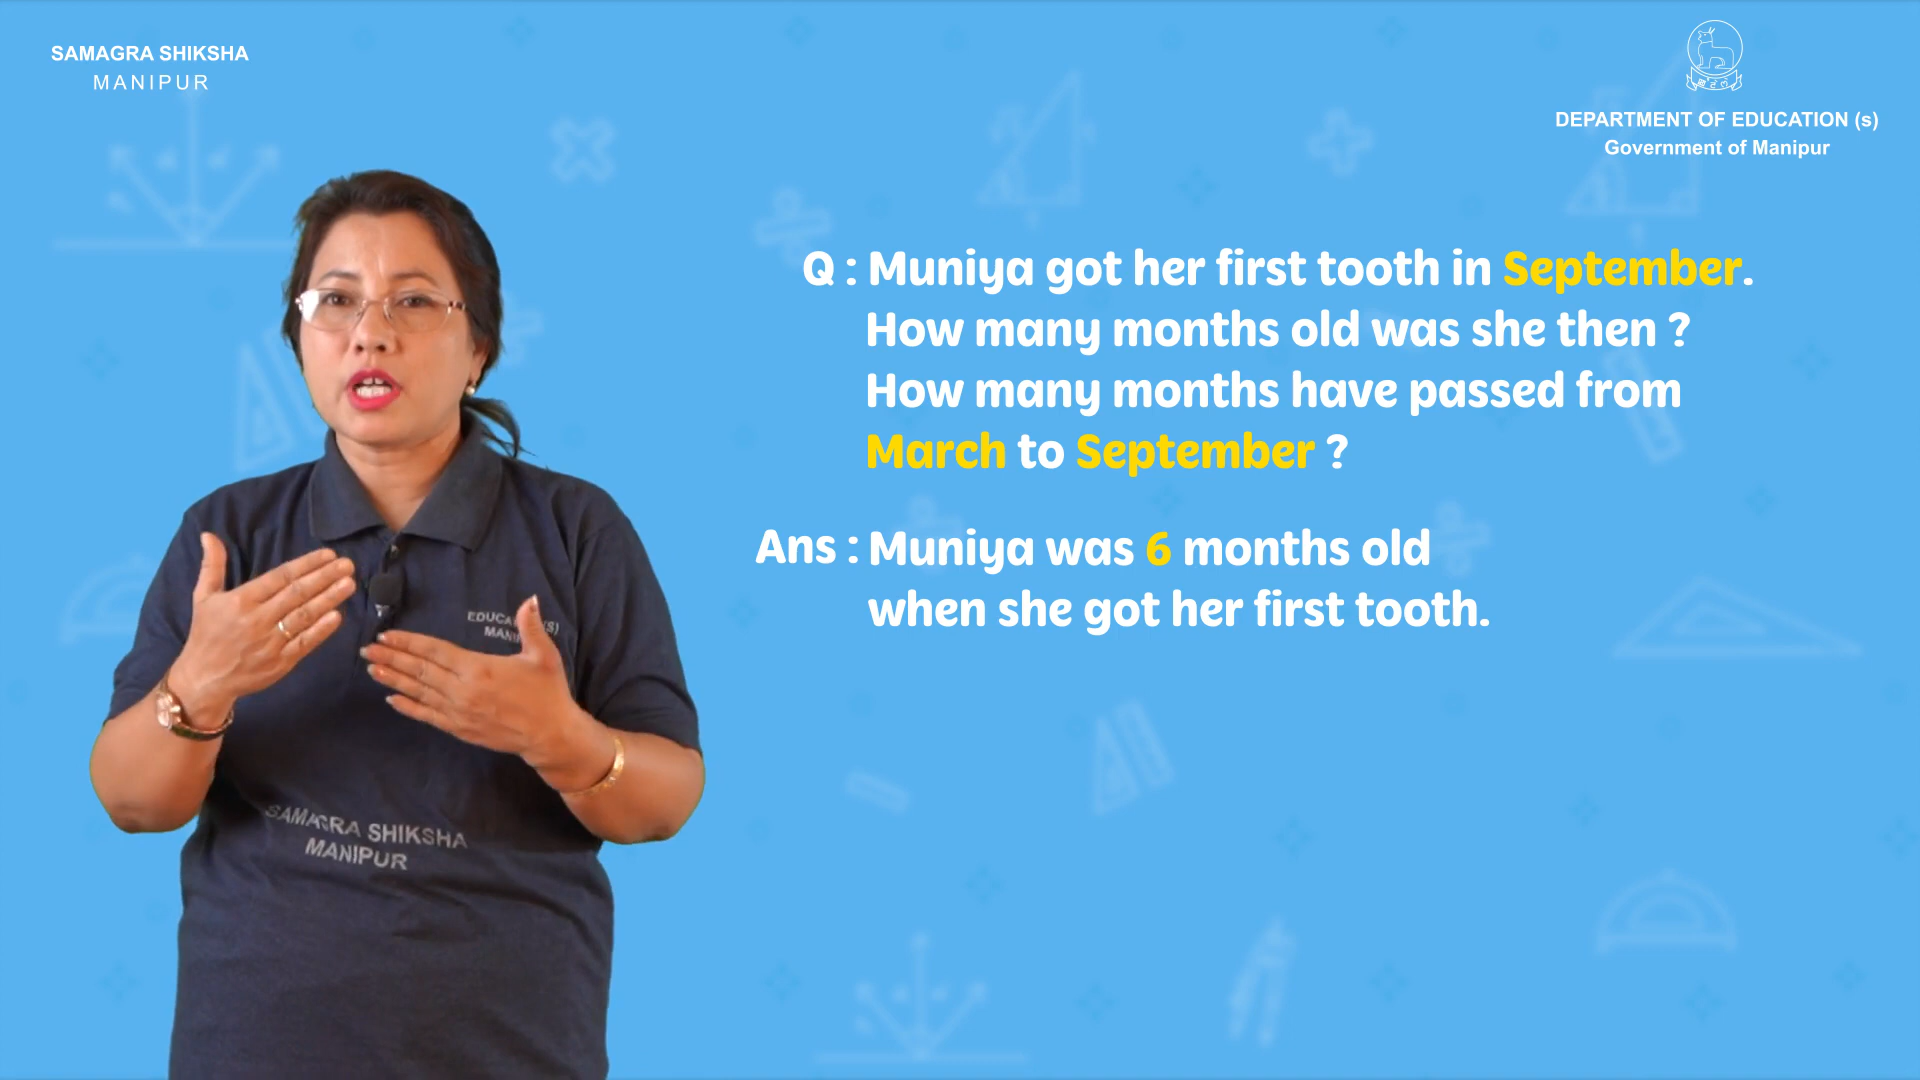 SAMAGRA SHIKSHA
MANIPUR
DEPARTMENT OF EDUCATION (s)
Government of Manipur
Q : Muniya got her first tooth in September.
How many months old was she then ?
How many months have passed from
March to September ?
Ans : Muniya was 6 months old
when she got her first tooth.
(S)
SAMAGRA SHIKSHA
MANIPUR